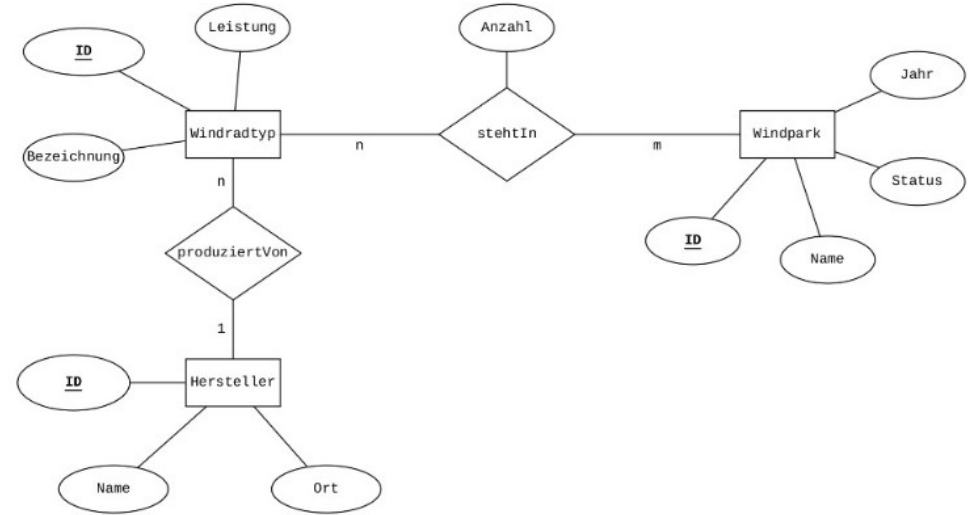 Leistung
Anzahl
ID
Jahr
Windradtyp
stehtIn
Windpark
n
m
Bezeichnung
n
Status
ID
produziertVon
Name
1
ID
Hersteller
Name
Ort